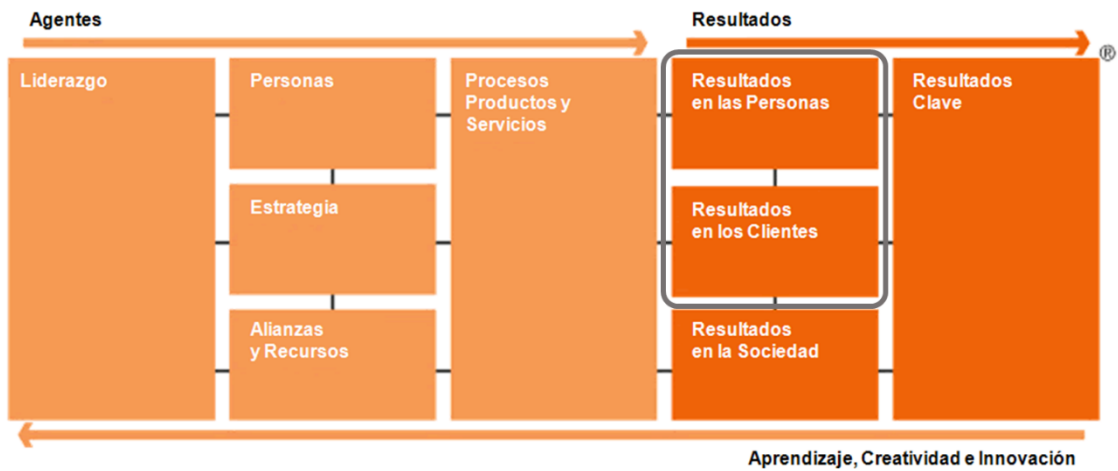 Agentes
Resultados
®
Liderazgo
Personas
Procesos
Productos y
Servicios
Resultados
en las Personas
Resultados
Clave
Estrategia
Resultados
en los Clientes
Alianzas
y Recursos
Resultados
en la Sociedad
Aprendizaje, Creatividad e Innovación